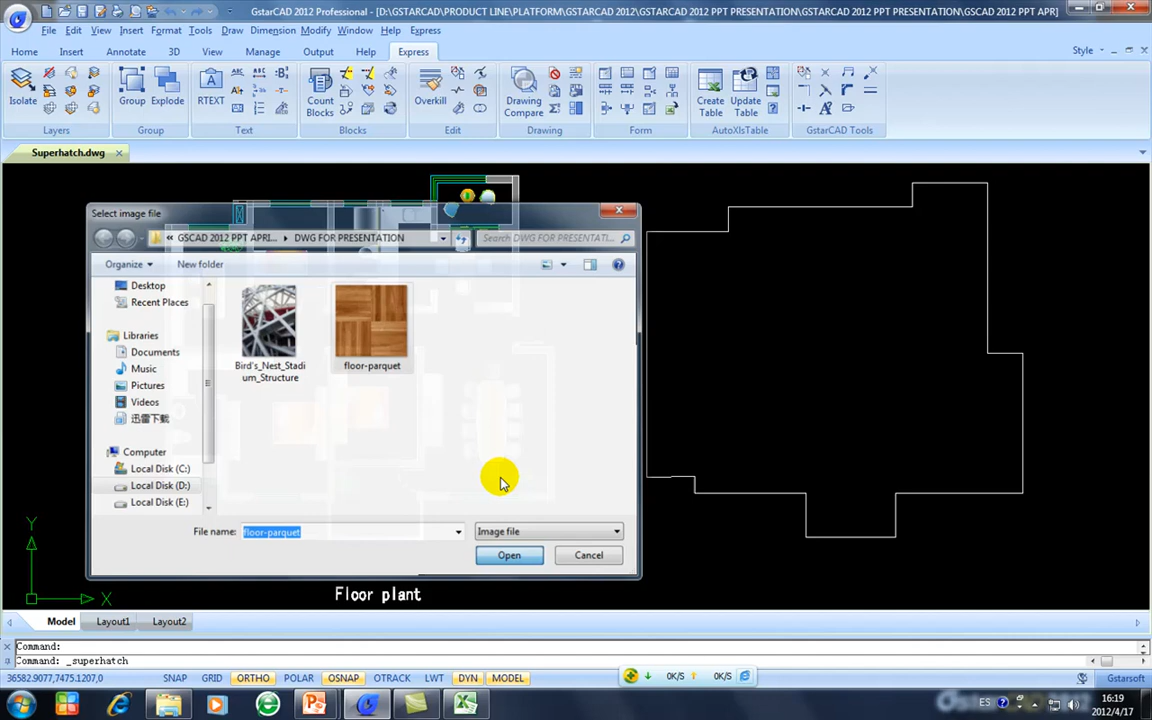 GstarCAD 2012 Professional - [D:\GSTARCAD\PRODUCT LINE\PLATFORM\GSTARCAD 2012\GSTARCAD 2012 PPT PRESENTATION\GSTARCAD 2012 PPT PRESENTATION\GSCAD 2012 PPT APR]
File Edit View Insert Format Tools Draw Dimension Modify Window Help Express
Home Insert Annotate 3D View Manage Output Help Express Style
Isolate Group Explode RTEXT Count Blocks Overkill Drawing Compare Create Table Update Table
Layers Group Text Blocks Edit Drawing Form AutoXlsTable GstarCAD Tools
Superhatch.dwg
Select image file
« GSCAD 2012 PPT APRI... DWG FOR PRESENTATION Search DWG FOR PRESENTATI...
Organize New folder
Desktop
Recent Places
Libraries
Documents
Music
Pictures
Videos
迅雷下载
Computer
Local Disk (C:)
Local Disk (D:)
Local Disk (E:)
Bird's_Nest_Stadi
um_Structure
floor-parquet
File name: floor-parquet Image file
Open Cancel
Y
X
Floor plant
Model Layout1 Layout2
Command:
Command: _superhatch
36582.9077,7475.1207,0 SNAP GRID ORTHO POLAR OSNAP OTRACK LWT DYN MODEL 0K/S 0K/S Gstarsoft
ES 16:19
2012/4/17